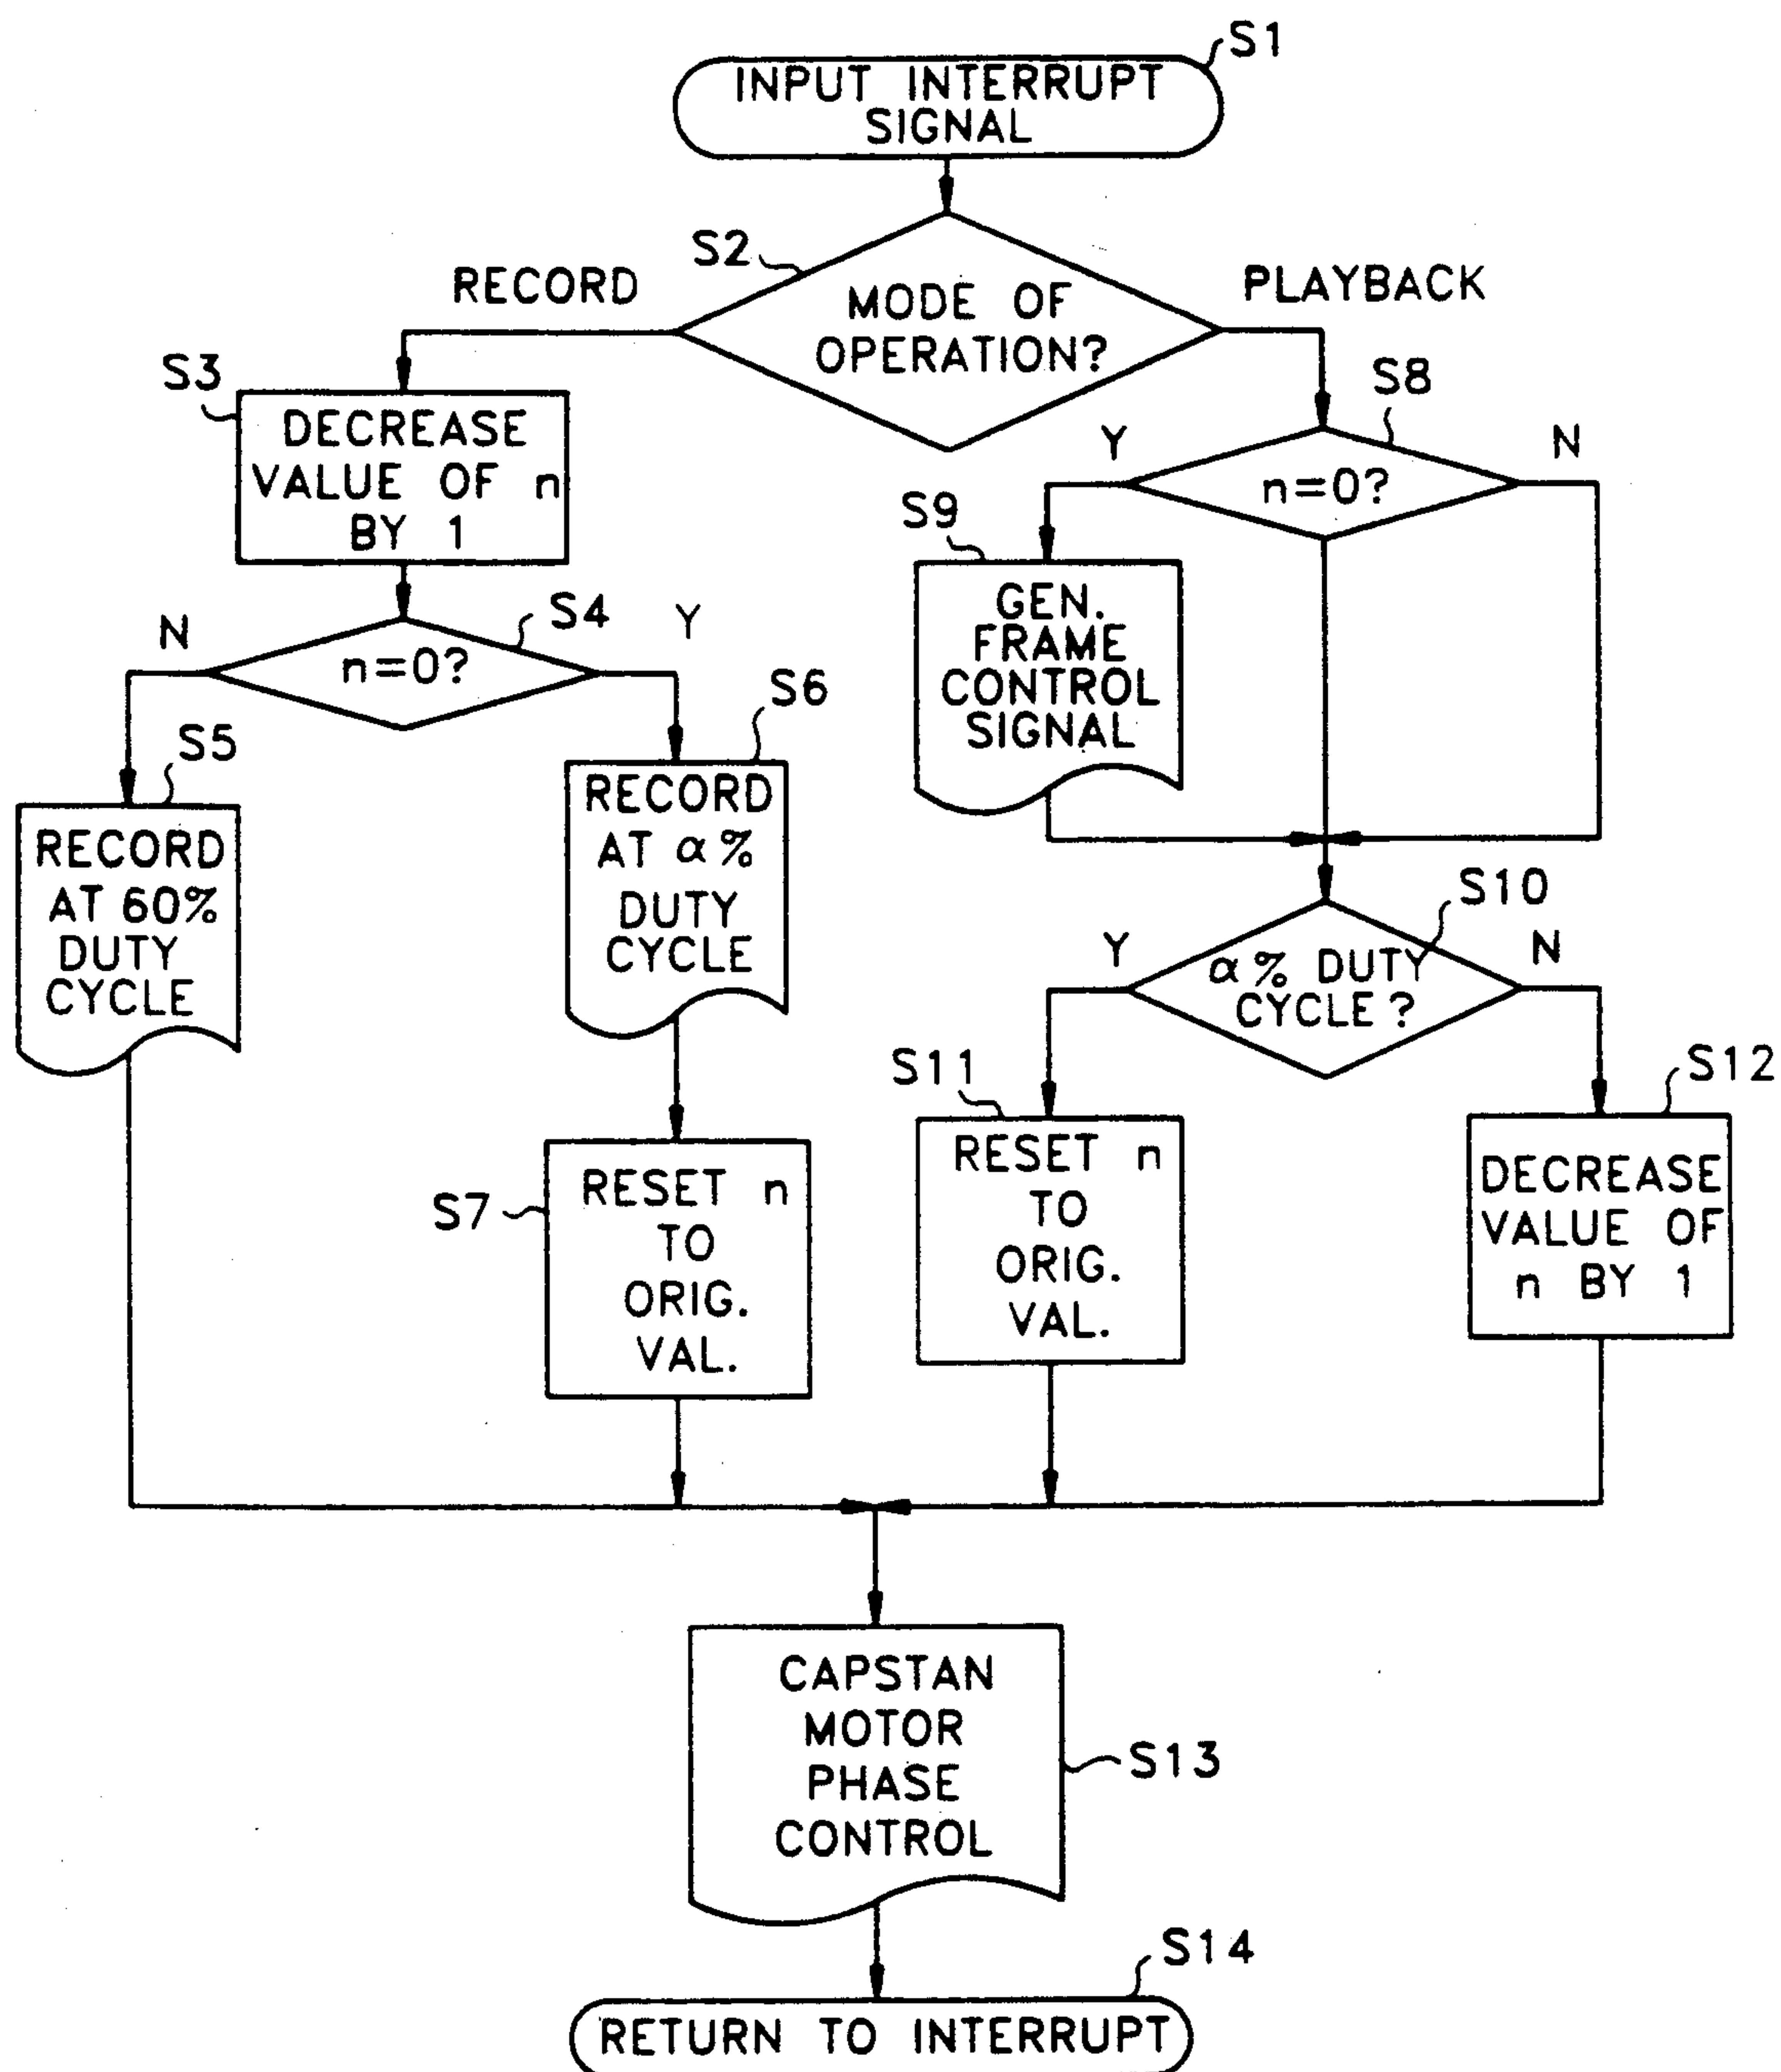 S1
INPUT INTERRUPT
SIGNAL
S2
RECORD
PLAYBACK
MODE OF
OPERATION?
S3
DECREASE
VALUE OF n
BY 1
S8
Y
N
n=0?
S9
GEN.
FRAME
CONTROL
SIGNAL
S4
N
Y
n=0?
S5
RECORD
AT 60%
DUTY
CYCLE
S6
RECORD
AT α%
DUTY
CYCLE
S10
Y
N
α% DUTY
CYCLE?
S7
RESET n
TO
ORIG.
VAL.
S11
RESET n
TO
ORIG.
VAL.
S12
DECREASE
VALUE OF
n BY 1
CAPSTAN
MOTOR
PHASE
CONTROL
S13
S14
RETURN TO INTERRUPT